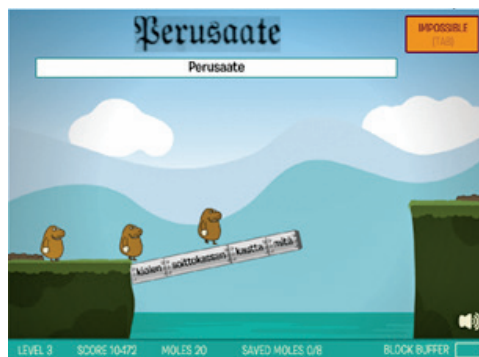 Perusaate
IMPOSSIBLE
[TAB]
Perusaate
kielen soittokassan kautta mitä
LEVEL 3 SCORE 10472 MOLES 20 SAVED MOLES 0/8 BLOCK BUFFER